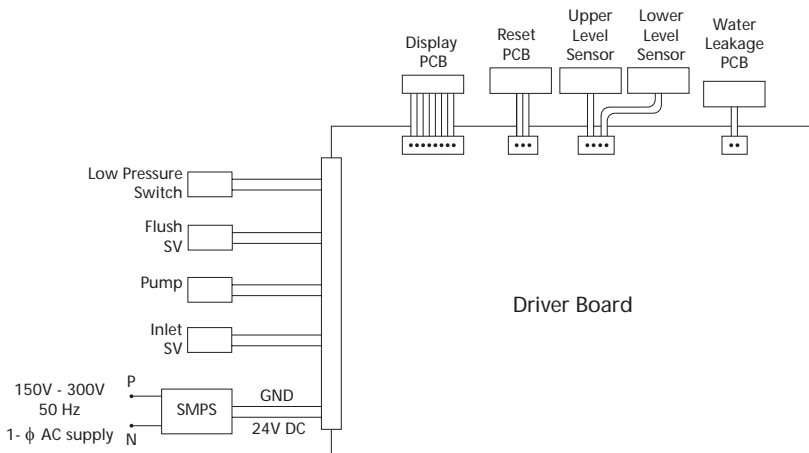 Display
PCB
Reset
PCB
Upper
Level
Sensor
Lower
Level
Sensor
Water
Leakage
PCB
Low Pressure
Switch
Flush
SV
Pump
Inlet
SV
Driver Board
150V - 300V
50 Hz
1- ϕ AC supply
P
N
SMPS
GND
24V DC